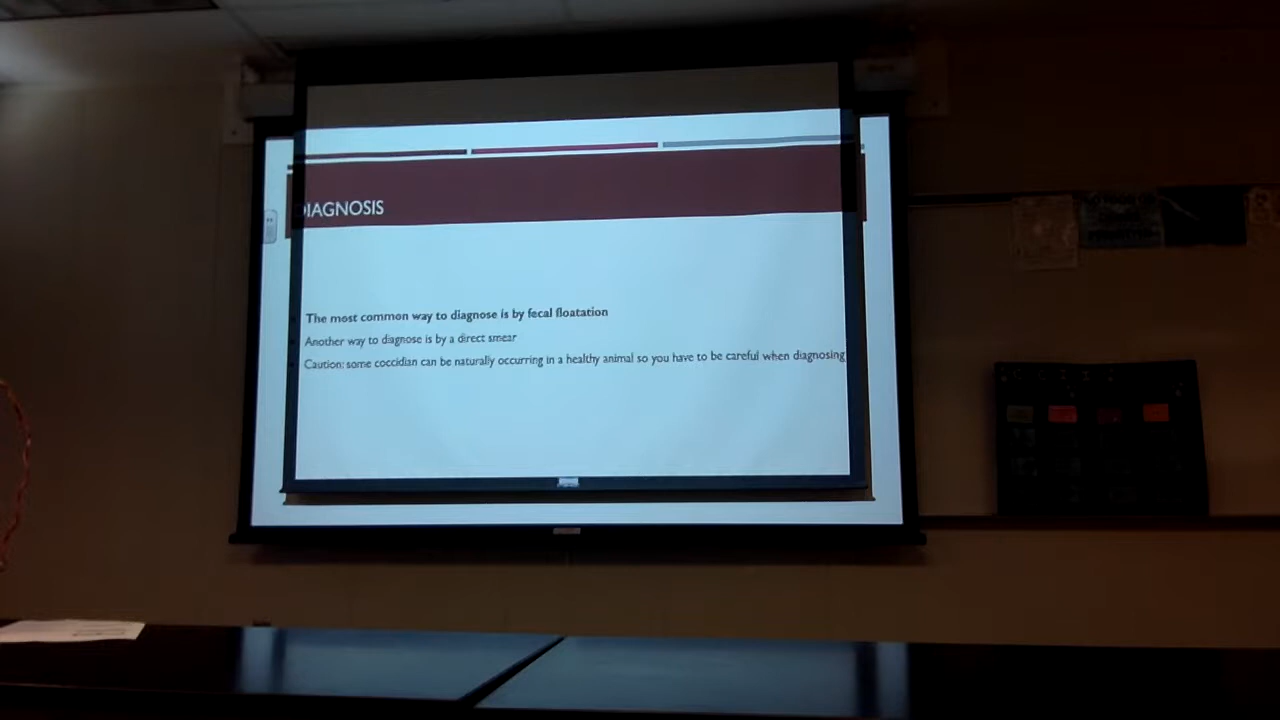 DIAGNOSIS
The most common way to diagnose is by fecal floatation
Another way to diagnose is by a direct smear
Caution: some coccidian can be naturally occurring in a healthy animal so you have to be careful when diagnosing